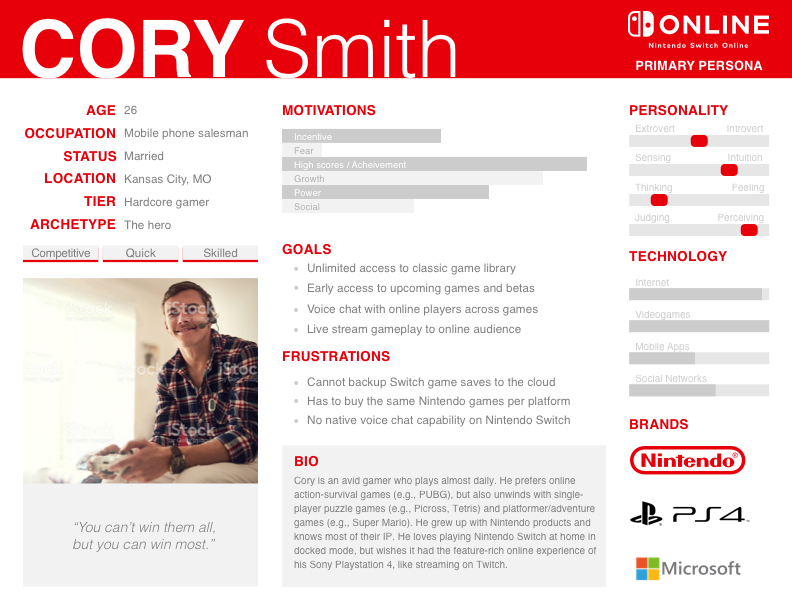 CORY Smith
ONLINE
Nintendo Switch Online
PRIMARY PERSONA
AGE 26
OCCUPATION Mobile phone salesman
STATUS Married
LOCATION Kansas City, MO
TIER Hardcore gamer
ARCHETYPE The hero
Competitive Quick Skilled
iStock
iStock
iStock
iStock
“You can’t win them all,
but you can win most.”
MOTIVATIONS
Incentive
Fear
High scores / Acheivement
Growth
Power
Social
GOALS
Unlimited access to classic game library
Early access to upcoming games and betas
Voice chat with online players across games
Live stream gameplay to online audience
FRUSTRATIONS
Cannot backup Switch game saves to the cloud
Has to buy the same Nintendo games per platform
No native voice chat capability on Nintendo Switch
BIO
Cory is an avid gamer who plays almost daily. He prefers online
action-survival games (e.g., PUBG), but also unwinds with single-
player puzzle games (e.g., Picross, Tetris) and platformer/adventure
games (e.g., Super Mario). He grew up with Nintendo products and
knows most of their IP. He loves playing Nintendo Switch at home in
docked mode, but wishes it had the feature-rich online experience of
his Sony Playstation 4, like streaming on Twitch.
PERSONALITY
Extrovert Introvert
Sensing Intuition
Thinking Feeling
Judging Perceiving
TECHNOLOGY
Internet
Videogames
Mobile Apps
Social Networks
BRANDS
Nintendo®
PS4™
Microsoft